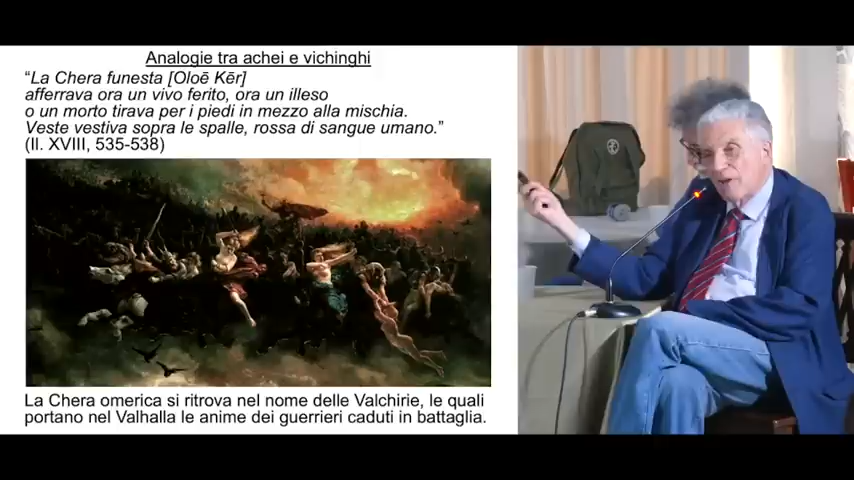 Analogie tra achei e vichinghi
“La Chera funesta [Oloē Kēr]
afferrava ora un vivo ferito, ora un illeso
o un morto tirava per i piedi in mezzo alla mischia.
Veste vestiva sopra le spalle, rossa di sangue umano.”
(Il. XVIII, 535-538)
La Chera omerica si ritrova nel nome delle Valchirie, le quali
portano nel Valhalla le anime dei guerrieri caduti in battaglia.